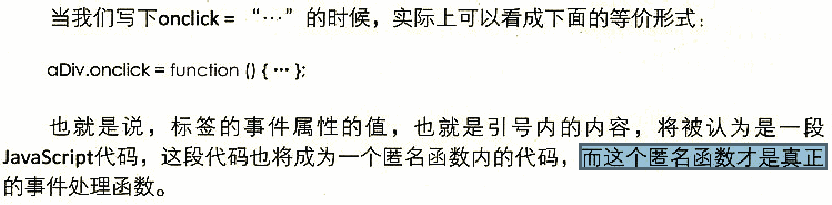 当我们写下onclick = “…”的时候，实际上可以看成下面的等价形式：
aDiv.onclick = function () { … };
也就是说，标签的事件属性的值，也就是引号内的内容，将被认为是一段
JavaScript代码，这段代码也将成为一个匿名函数内的代码，而这个匿名函数才是真正
的事件处理函数。